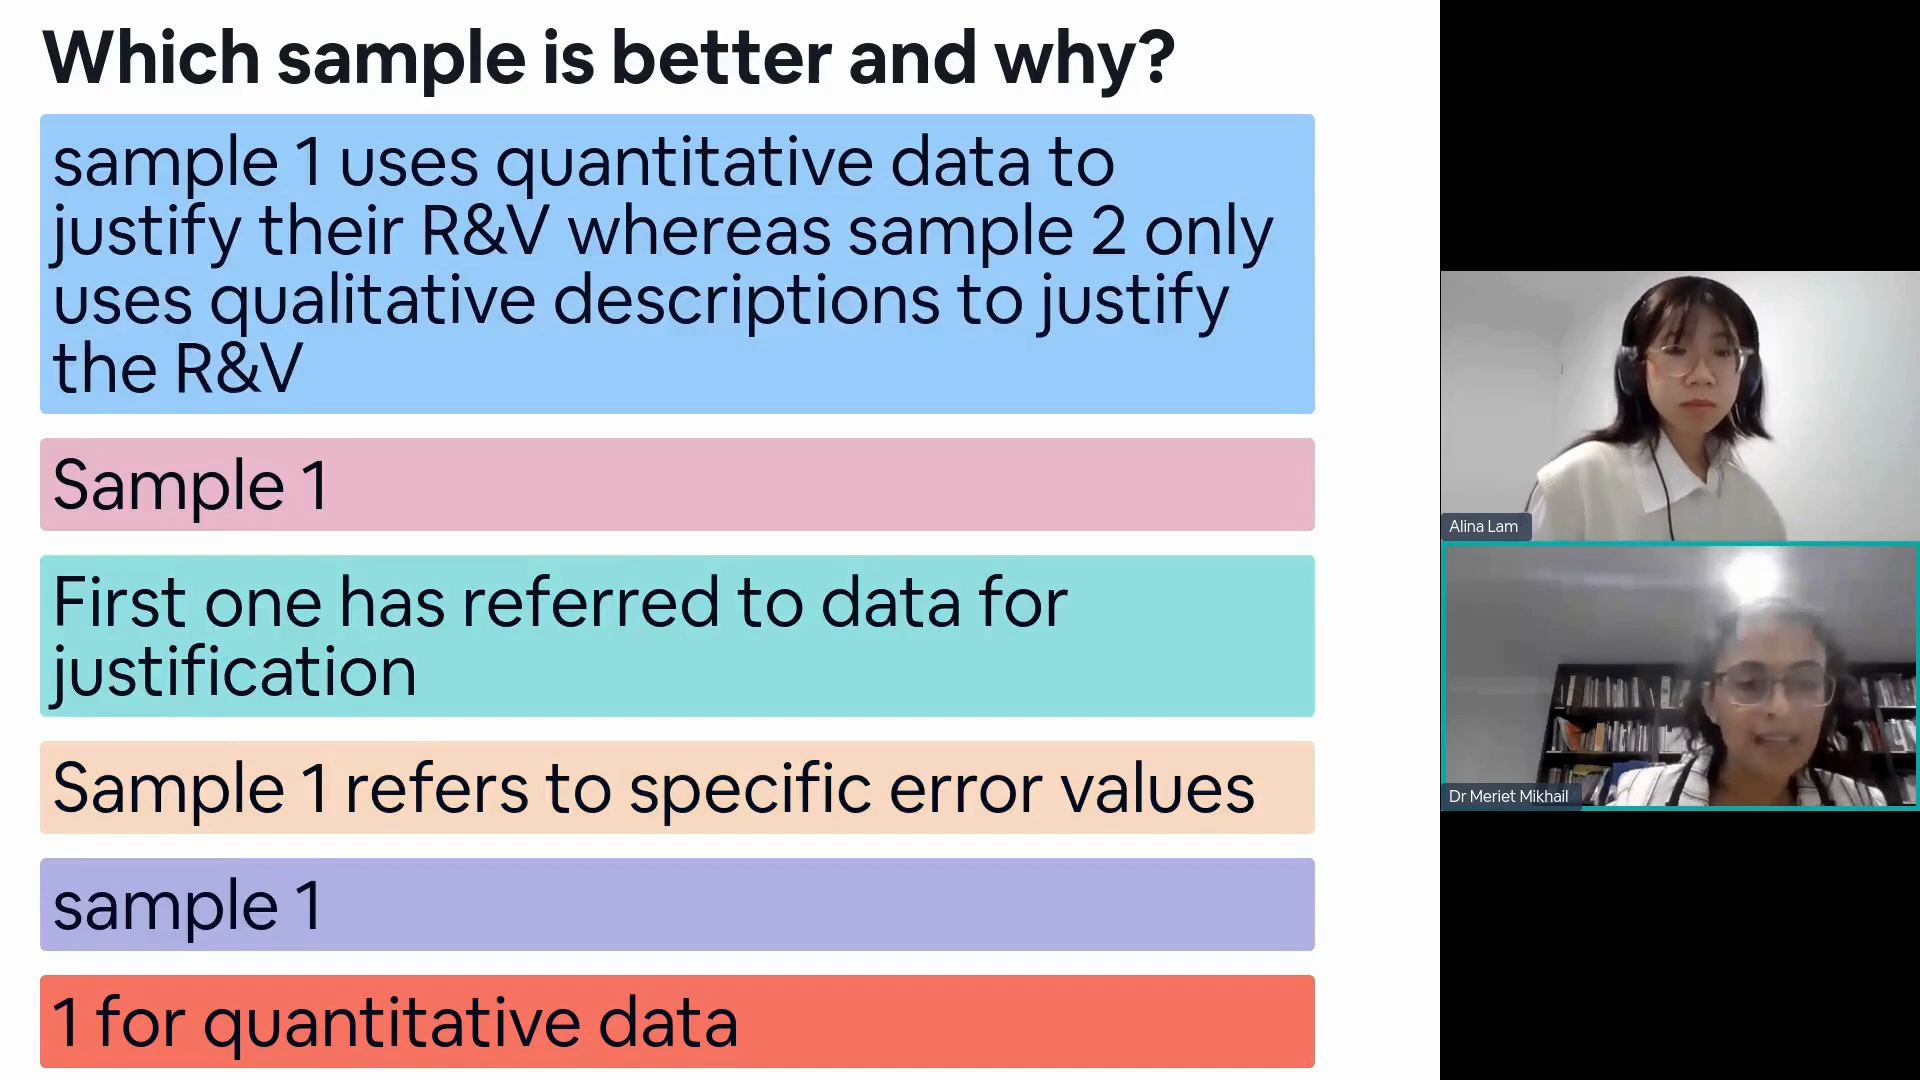 Which sample is better and why?
sample 1 uses quantitative data to
justify their R&V whereas sample 2 only
uses qualitative descriptions to justify
the R&V
Sample 1
First one has referred to data for
justification
Sample 1 refers to specific error values
sample 1
1 for quantitative data
Alina Lam
Dr Meriet Mikhail